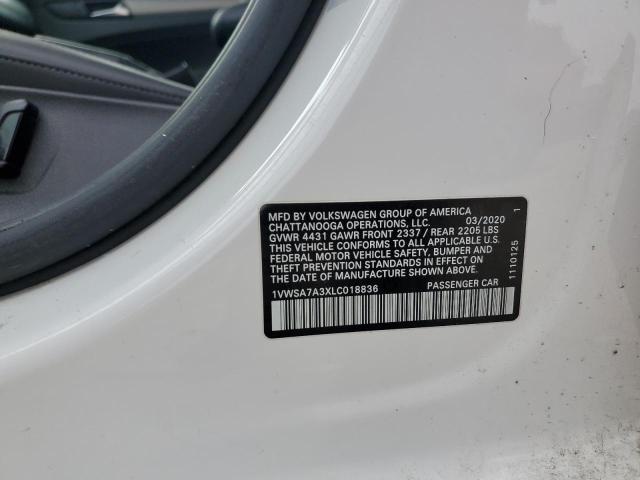 MFD BY VOLKSWAGEN GROUP OF AMERICA
CHATTANOOGA OPERATIONS, LLC. 03/2020 1
GVWR 4431 GAWR FRONT 2337 / REAR 2205 LBS
THIS VEHICLE CONFORMS TO ALL APPLICABLE U.S.
FEDERAL MOTOR VEHICLE SAFETY, BUMPER AND
THEFT PREVENTION STANDARDS IN EFFECT ON
THE DATE OF MANUFACTURE SHOWN ABOVE.
1110125
1VWSA7A3XLC018836 PASSENGER CAR